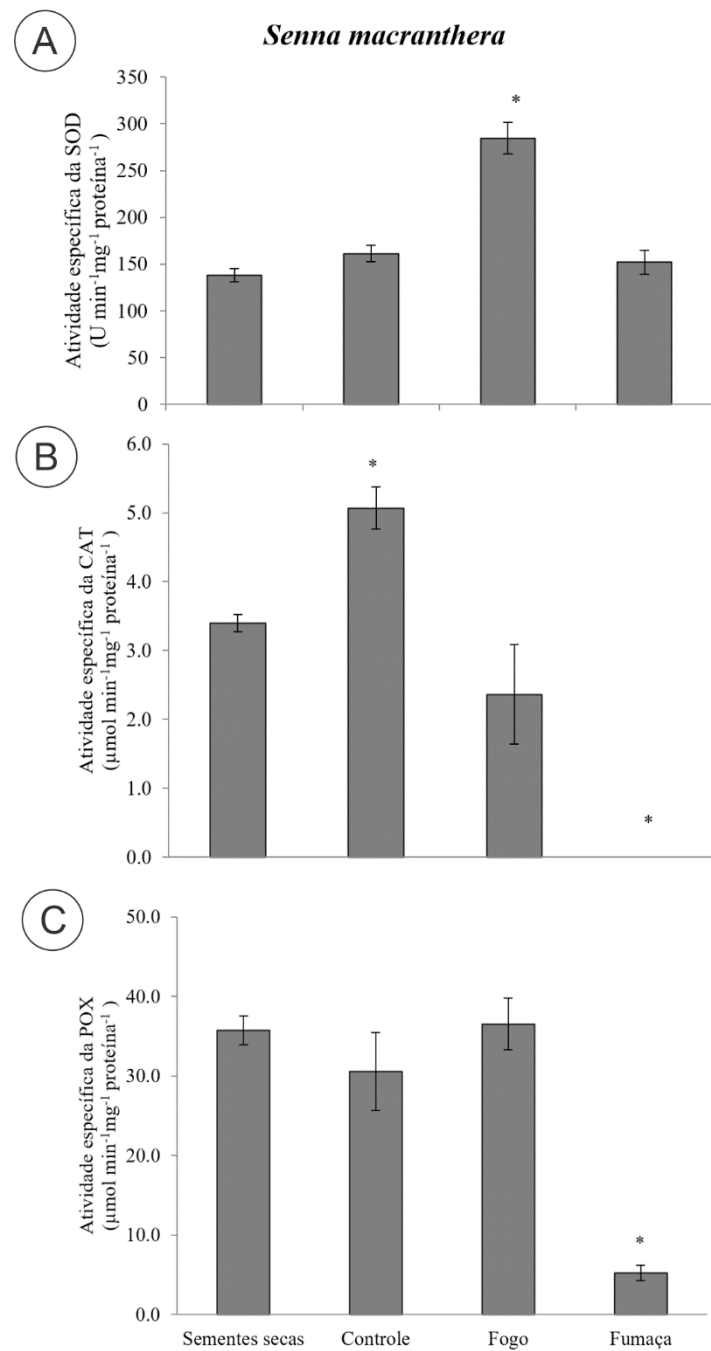 A
Senna macranthera
Atividade específica da SOD
(U min⁻¹mg⁻¹ proteína⁻¹ )
350
300
250
200
150
100
50
0
*
B
Atividade específica da CAT
(µmol min⁻¹mg⁻¹ proteína⁻¹)
6.0
5.0
4.0
3.0
2.0
1.0
0.0
*
*
C
Atividade específica da POX
(µmol min⁻¹mg⁻¹ proteína⁻¹ )
50.0
40.0
30.0
20.0
10.0
0.0
*
Sementes secas Controle Fogo Fumaça